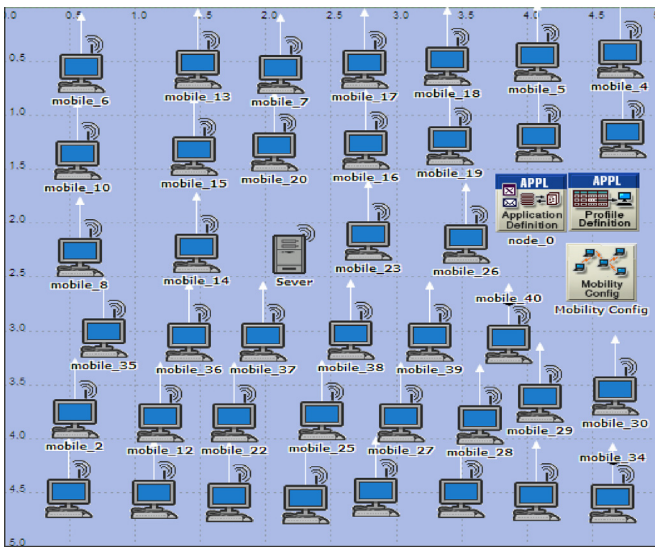 .0 0.5 1.0 1.5 2.0 2.5 3.0 3.5 4.0 4.5 5
0.5
mobile_6 mobile_13 mobile_7 mobile_17 mobile_18 mobile_5 mobile_4
1.0
1.5
mobile_10 mobile_15 mobile_20 mobile_16 mobile_19
APPL APPL
Application Profile
Definition Definition
2.0
node_0
mobile_8 mobile_14 Sever mobile_23 mobile_26
2.5
Mobility
Config
mobile_40 Mobility Config
3.0
mobile_35 mobile_36 mobile_37 mobile_38 mobile_39
3.5
mobile_2 mobile_12 mobile_22 mobile_25 mobile_27 mobile_28 mobile_29 mobile_30
4.0
mobile_34
4.5
5.0